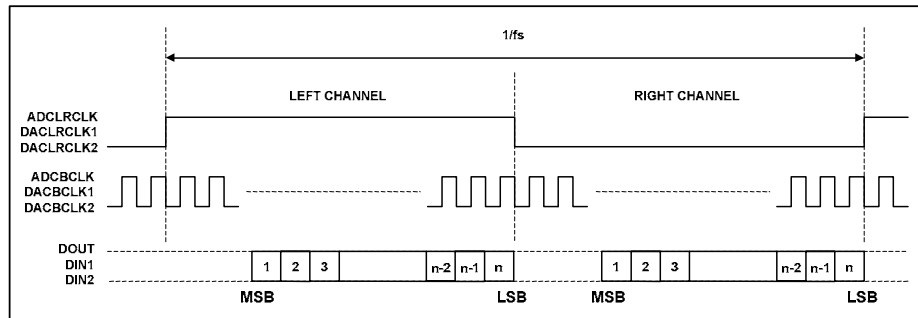 1/fs
LEFT CHANNEL RIGHT CHANNEL
ADCLRCLK
DACLRCLK1
DACLRCLK2
ADCBCLK
DACBCLK1
DACBCLK2
DOUT
DIN1
DIN2
1 2 3 n-2 n-1 n 1 2 3 n-2 n-1 n
MSB LSB MSB LSB